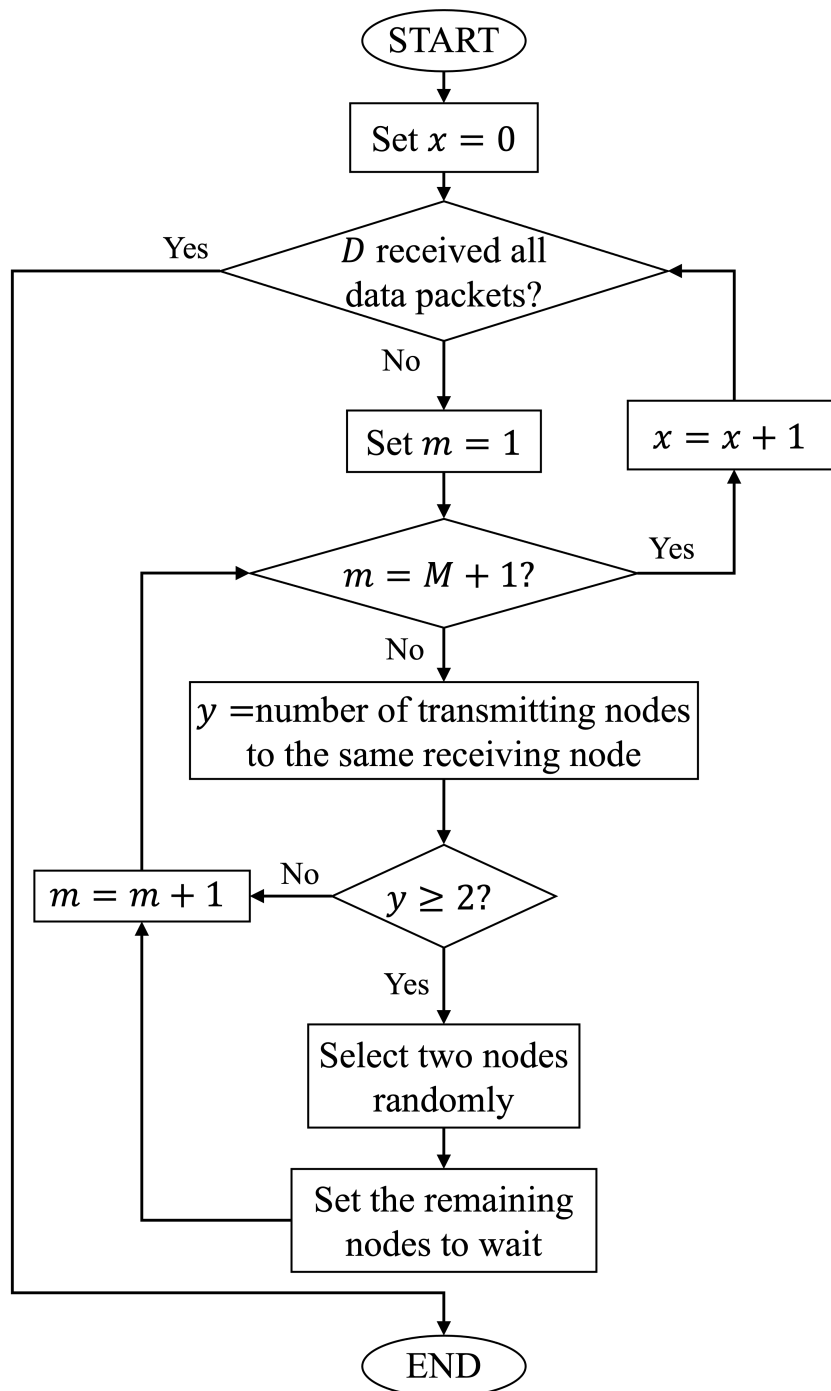 START
Set x = 0
Yes
D received all
data packets?
No
Set m = 1
x = x + 1
m = M + 1?
Yes
No
y =number of transmitting nodes
to the same receiving node
m = m + 1
No
y ≥ 2?
Yes
Select two nodes
randomly
Set the remaining
nodes to wait
END